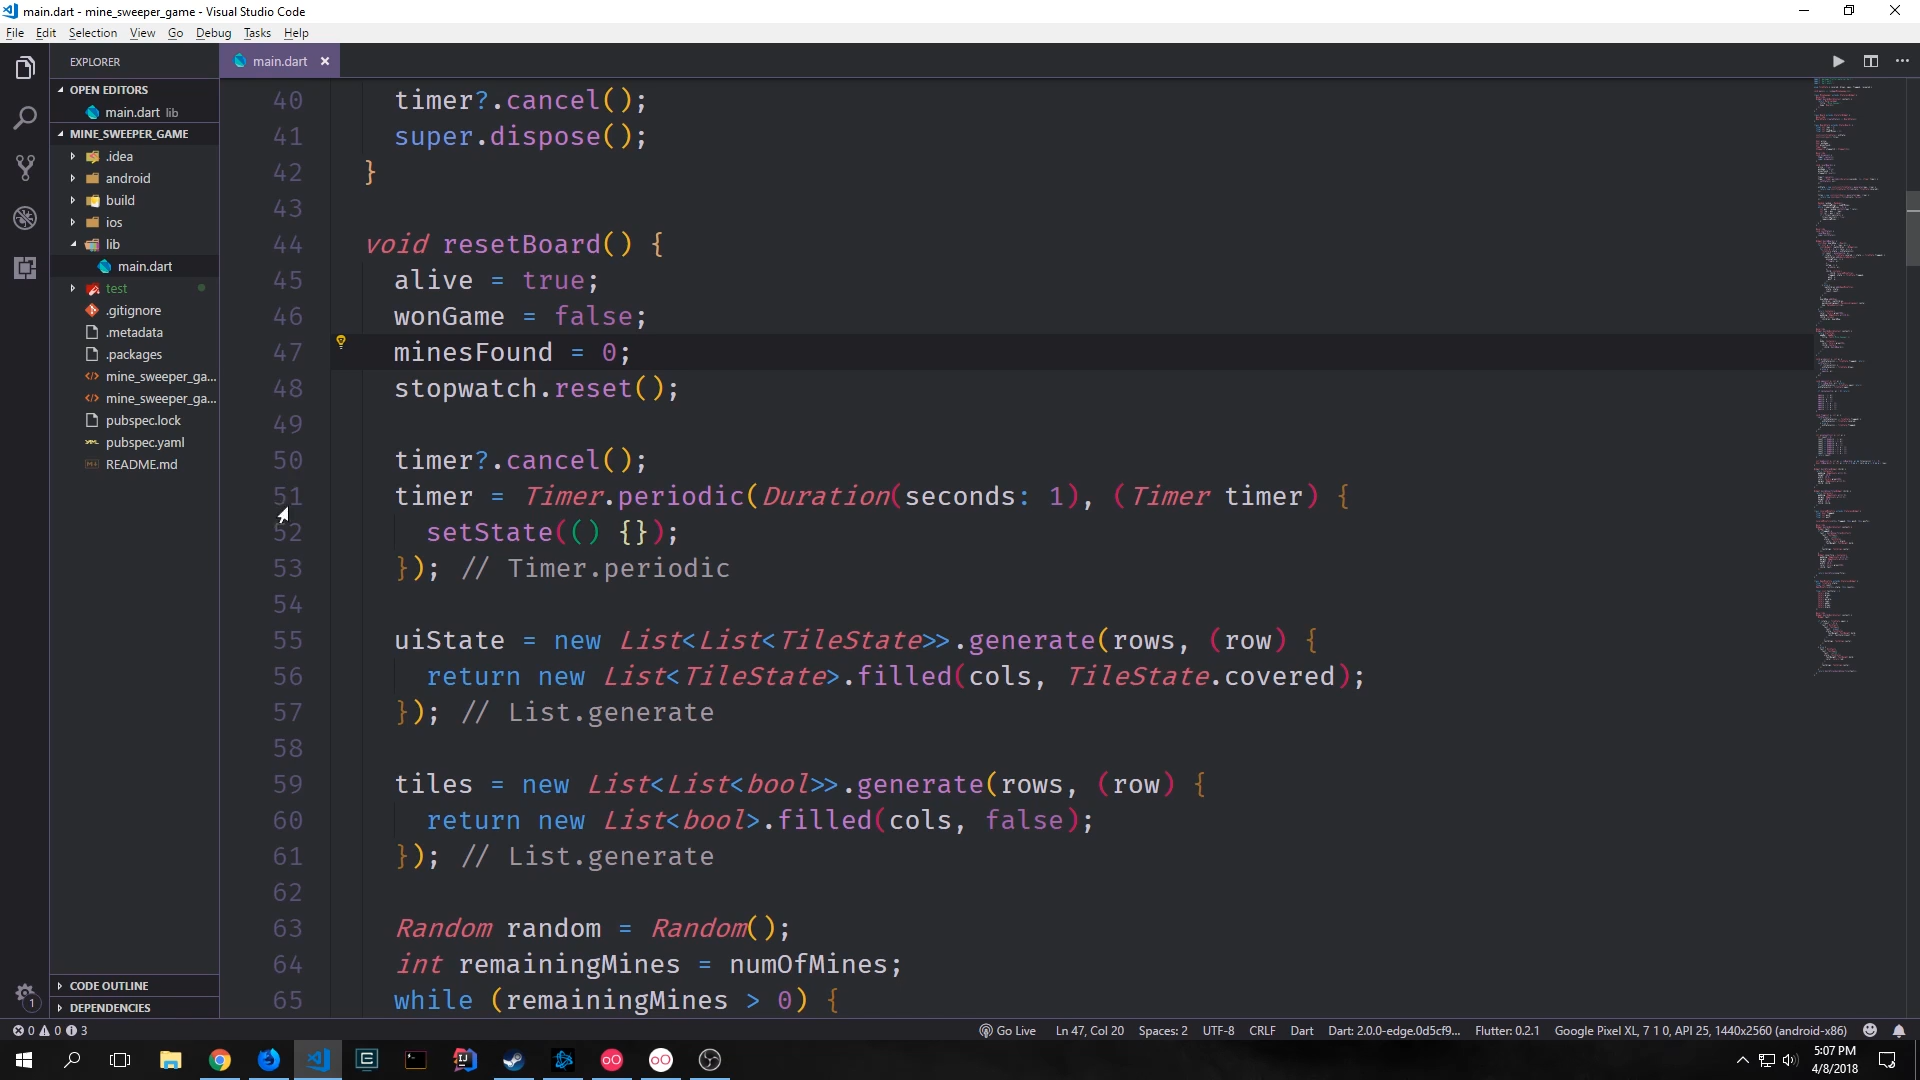 main.dart - mine_sweeper_game - Visual Studio Code
File Edit Selection View Go Debug Tasks Help
EXPLORER
main.dart
OPEN EDITORS
main.dart lib
MINE_SWEEPER_GAME
.idea
android
build
ios
lib
main.dart
test
.gitignore
.metadata
.packages
mine_sweeper_ga...
mine_sweeper_ga...
pubspec.lock
pubspec.yaml
README.md
CODE OUTLINE
DEPENDENCIES
1
40 timer?.cancel();
41 super.dispose();
42 }
43
44 void resetBoard() {
45 alive = true;
46 wonGame = false;
47 minesFound = 0;
48 stopwatch.reset();
49
50 timer?.cancel();
51 timer = Timer.periodic(Duration(seconds: 1), (Timer timer) {
52 setState(() {});
53 }); // Timer.periodic
54
55 uiState = new List<List<TileState>>.generate(rows, (row) {
56 return new List<TileState>.filled(cols, TileState.covered);
57 }); // List.generate
58
59 tiles = new List<List<bool>>.generate(rows, (row) {
60 return new List<bool>.filled(cols, false);
61 }); // List.generate
62
63 Random random = Random();
64 int remainingMines = numOfMines;
65 while (remainingMines > 0) {
0 0 3 Go Live Ln 47, Col 20 Spaces: 2 UTF-8 CRLF Dart Dart: 2.0.0-edge.0d5cf9... Flutter: 0.2.1 Google Pixel XL, 7 1 0, API 25, 1440x2560 (android-x86)
5:07 PM
4/8/2018